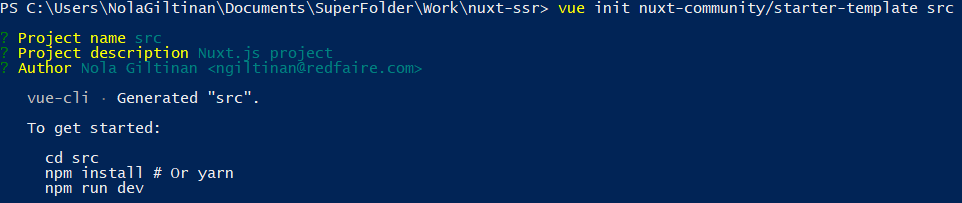 PS C:\Users\NolaGiltinan\Documents\SuperFolder\Work\nuxt-ssr> vue init nuxt-community/starter-template src
? Project name src
? Project description Nuxt.js project
? Author Nola Giltinan <ngiltinan@redfaire.com>
vue-cli · Generated "src".
To get started:
cd src
npm install # Or yarn
npm run dev